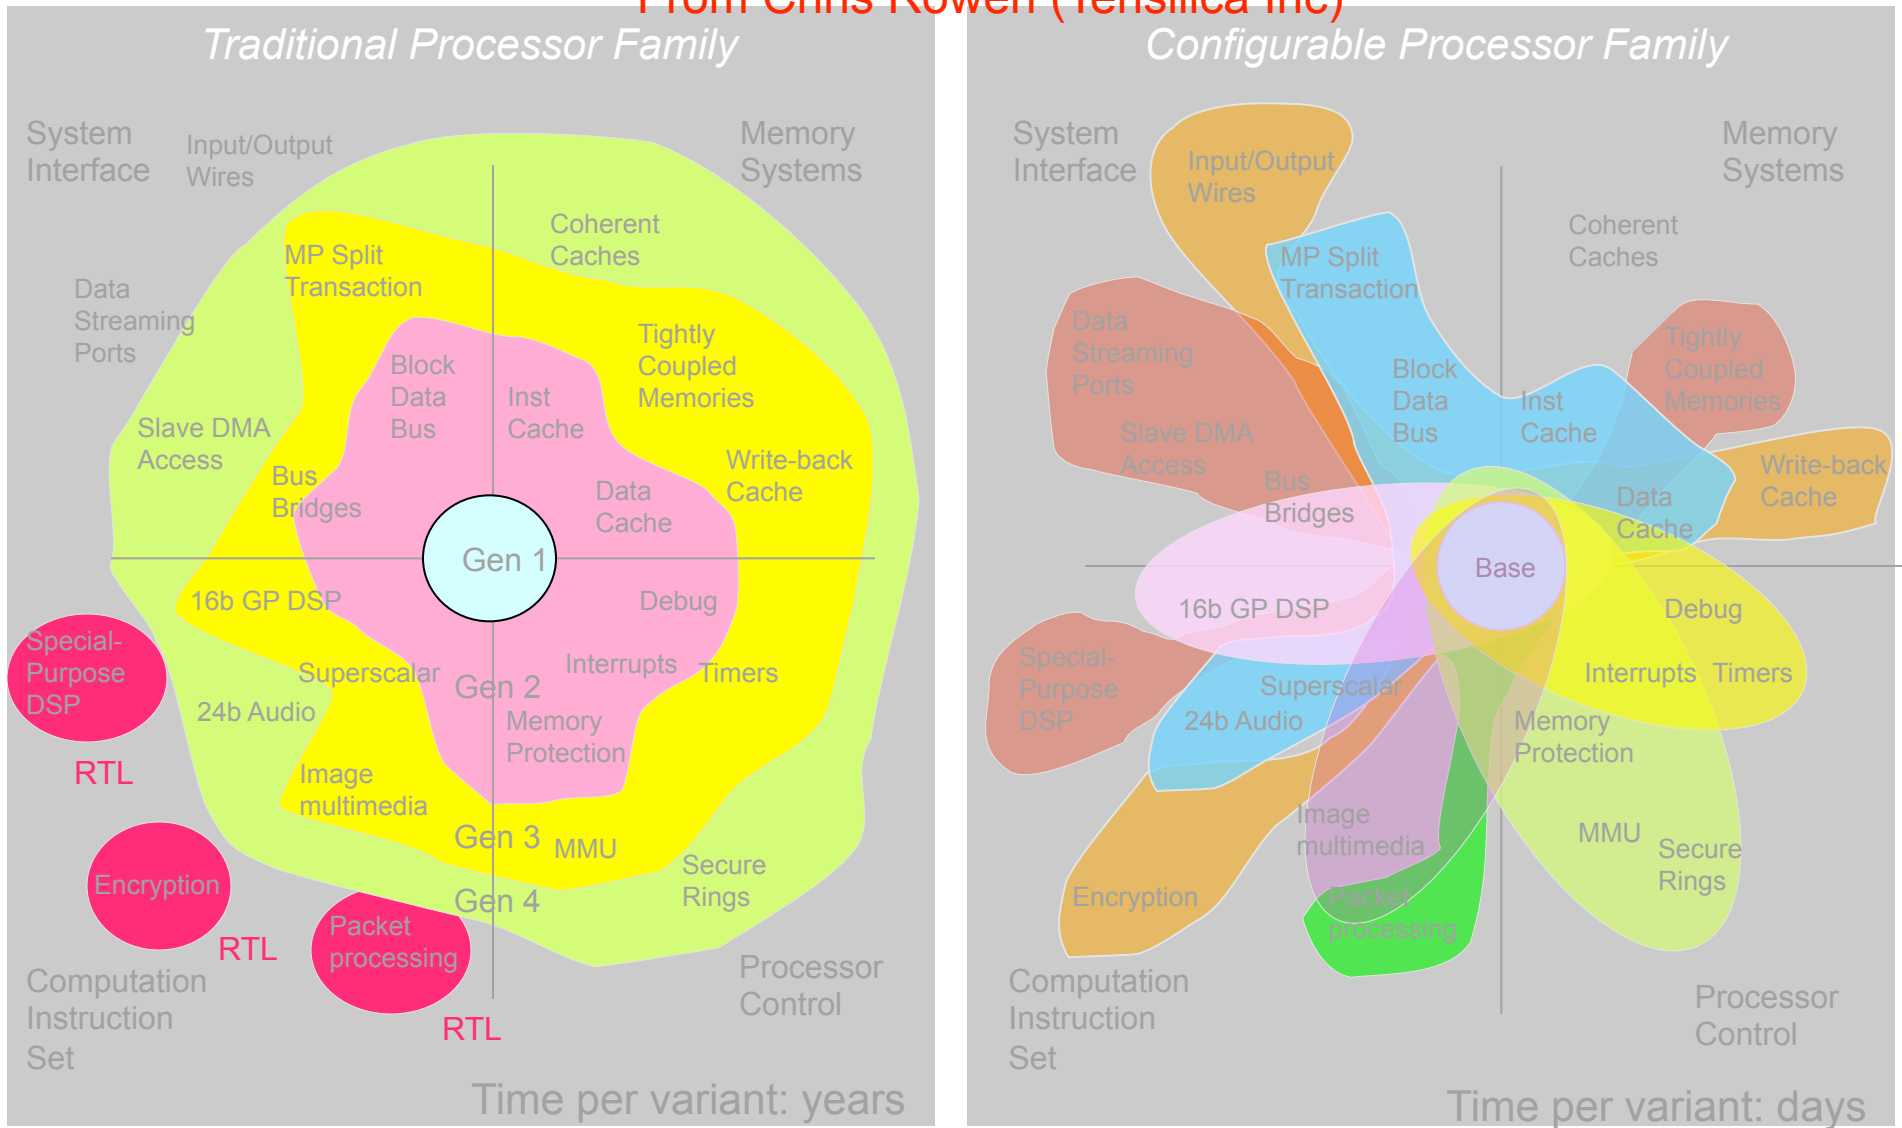 From Chris Rowen (Tensilica Inc)
Traditional Processor Family
System
Interface
Input/Output
Wires
Memory
Systems
Coherent
Caches
MP Split
Transaction
Data
Streaming
Ports
Tightly
Coupled
Memories
Block
Data
Bus
Inst
Cache
Slave DMA
Access
Bus
Bridges
Write-back
Cache
Data
Cache
Gen 1
16b GP DSP
Debug
Special-
Purpose
DSP
RTL
Superscalar
Interrupts
Timers
Gen 2
24b Audio
Memory
Protection
Image
multimedia
Gen 3
MMU
Secure
Rings
Gen 4
Encryption
RTL
Packet
processing
RTL
Computation
Instruction
Set
Processor
Control
Time per variant: years
Configurable Processor Family
System
Interface
Input/Output
Wires
Memory
Systems
Coherent
Caches
MP Split
Transaction
Data
Streaming
Ports
Tightly
Coupled
Memories
Block
Data
Bus
Inst
Cache
Slave DMA
Access
Bus
Bridges
Write-back
Cache
Data
Cache
Base
16b GP DSP
Debug
Special-
Purpose
DSP
Superscalar
Interrupts
Timers
24b Audio
Memory
Protection
Image
multimedia
MMU
Secure
Rings
Encryption
Packet
processing
Computation
Instruction
Set
Processor
Control
Time per variant: days